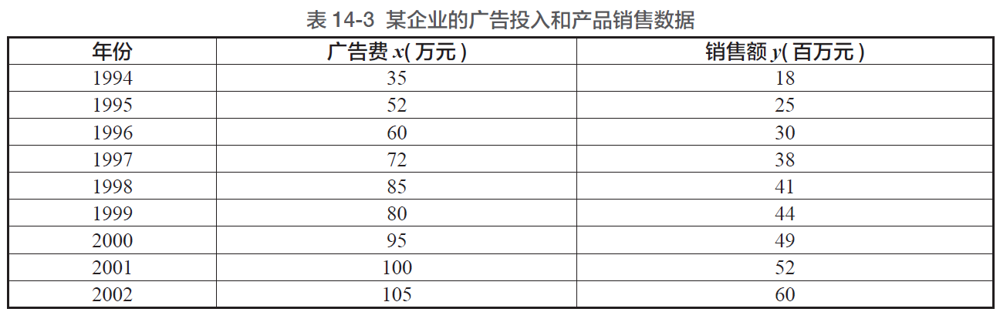 表 14-3 某企业的广告投入和产品销售数据
年份 广告费 x( 万元 ) 销售额 y( 百万元 )
1994 35 18
1995 52 25
1996 60 30
1997 72 38
1998 85 41
1999 80 44
2000 95 49
2001 100 52
2002 105 60